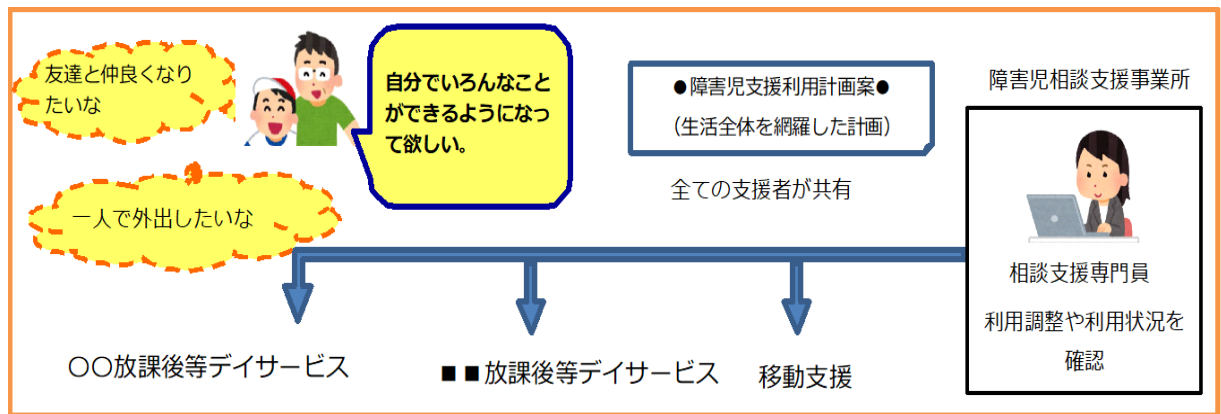 友達と仲良くなり
たいな
自分でいろんなこと
ができるようになっ
て欲しい。
一人で外出したいな
●障害児支援利用計画案●
（生活全体を網羅した計画）
全ての支援者が共有
障害児相談支援事業所
相談支援専門員
利用調整や利用状況を
確認
〇〇放課後等デイサービス
■■放課後等デイサービス
移動支援